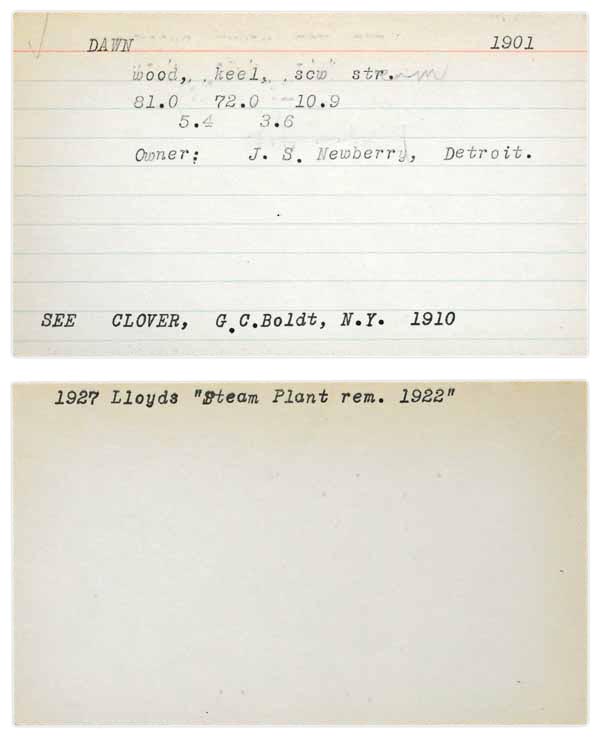 DAWN 1901
wood, keel, scw str.
81.0 72.0 10.9
5.4 3.6
Owner: J. S. Newberry, Detroit.
SEE CLOVER, G.C.Boldt, N.Y. 1910
1927 Lloyds "Steam Plant rem. 1922"